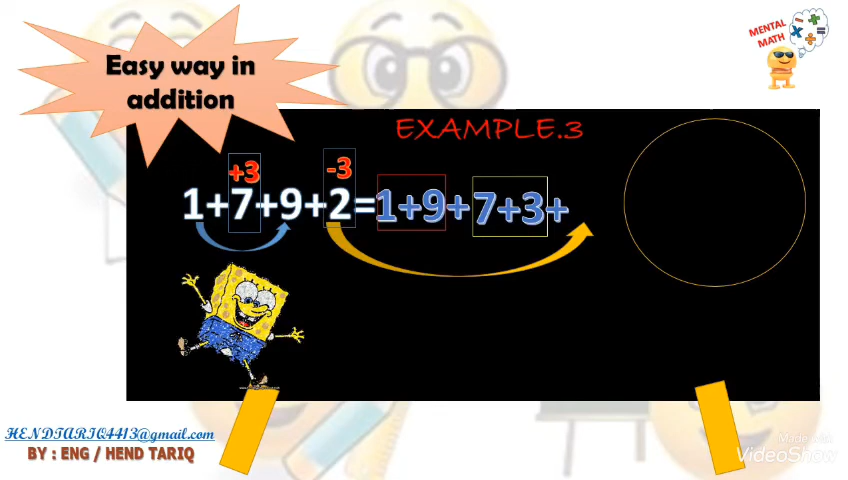 MENTAL
MATH
Easy way in
addition
EXAMPLE.3
+3 -3
1+7+9+2=1+9+7+3+
HENDTARIQ4413@gmail.com
BY : ENG / HEND TARIQ
Made with
VideoShow